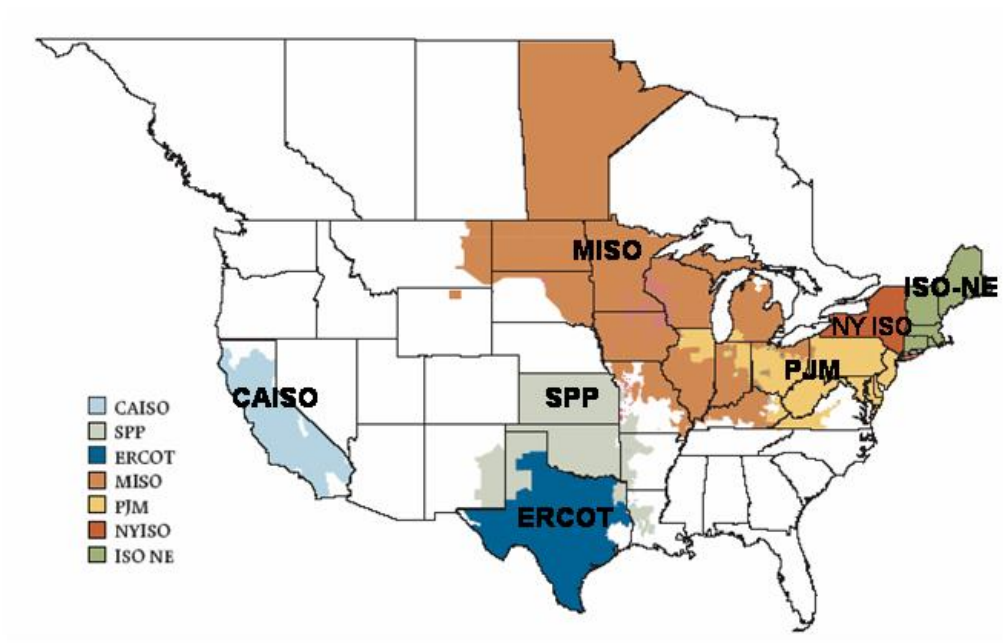 MISO
ISO-NE
NY ISO
PJM
CAISO
SPP
ERCOT
CAISO
SPP
ERCOT
MISO
PJM
NYISO
ISO NE